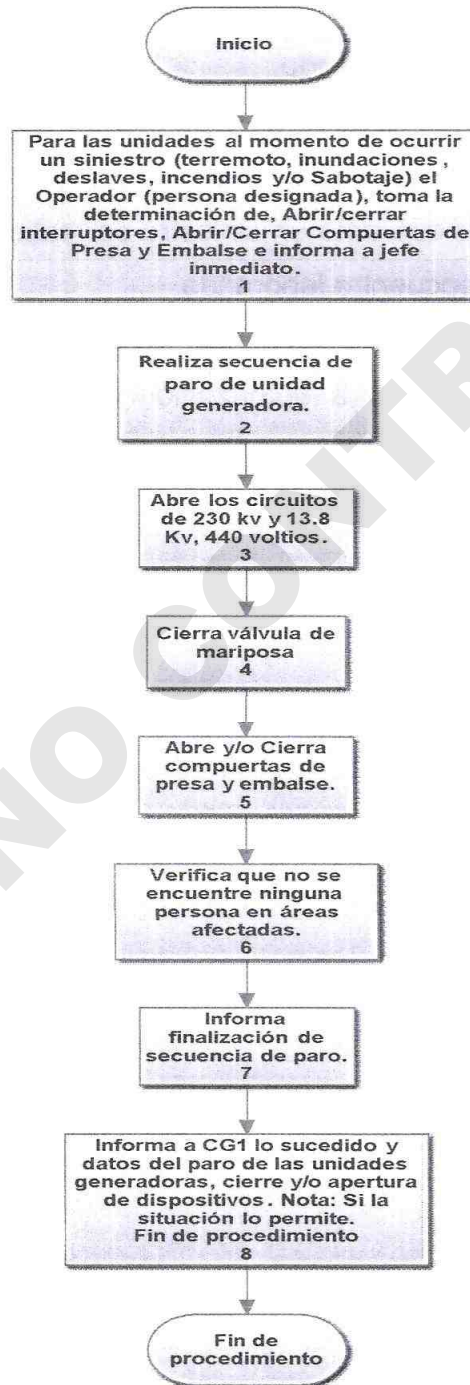 Inicio
Para las unidades al momento de ocurrir
un siniestro (terremoto, inundaciones ,
deslaves, incendios y/o Sabotaje) el
Operador (persona designada), toma la
determinación de, Abrir/cerrar
interruptores, Abrir/Cerrar Compuertas de
Presa y Embalse e informa a jefe
inmediato.
1
Realiza secuencia de
paro de unidad
generadora.
2
Abre los circuitos
de 230 kv y 13.8
Kv, 440 voltios.
3
Cierra válvula de
mariposa
4
Abre y/o Cierra
compuertas de
presa y embalse.
5
Verifica que no se
encuentre ninguna
persona en áreas
afectadas.
6
Informa
finalización de
secuencia de paro.
7
Informa a CG1 lo sucedido y
datos del paro de las unidades
generadoras, cierre y/o apertura
de dispositivos. Nota: Si la
situación lo permite.
Fin de procedimiento
8
Fin de
procedimiento
NO CONTR